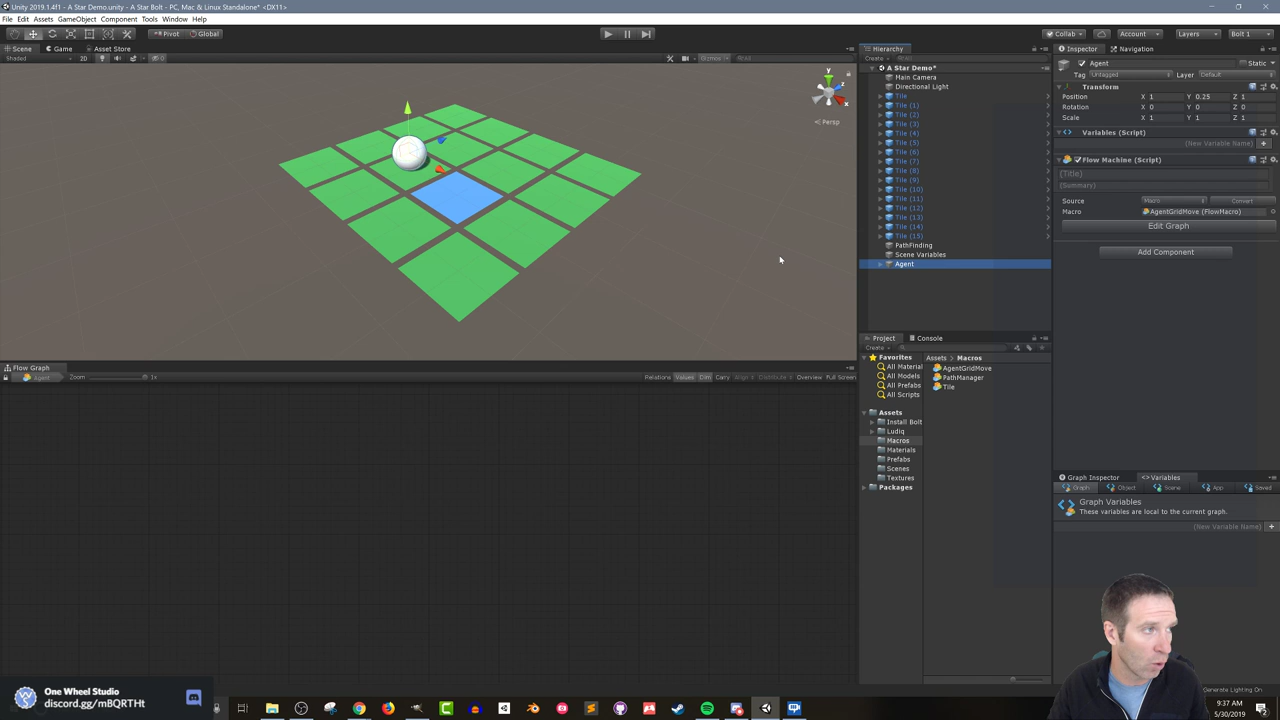 Unity 2019.1.4f1 - A Star Demo.unity - A Star Bolt - PC, Mac & Linux Standalone* <DX11>
File Edit Assets GameObject Component Tools Window Help
Pivot Global
Collab Account Layers Bolt 1
Scene Game Asset Store
Shaded 2D Gizmos All
y
x
z
Persp
Hierarchy
Create All
A Star Demo*
Main Camera
Directional Light
Tile
Tile (1)
Tile (2)
Tile (3)
Tile (4)
Tile (5)
Tile (6)
Tile (7)
Tile (8)
Tile (9)
Tile (10)
Tile (11)
Tile (12)
Tile (13)
Tile (14)
Tile (15)
PathFinding
Scene Variables
Agent
Inspector Navigation
Agent Static
Tag Untagged Layer Default
Transform
Position X 1 Y 0.25 Z 1
Rotation X 0 Y 0 Z 0
Scale X 1 Y 1 Z 1
Variables (Script)
(New Variable Name)
Flow Machine (Script)
(Title)
(Summary)
Source Macro Convert
Macro AgentGridMove (FlowMacro)
Edit Graph
Add Component
Project Console
Create
Favorites
All Material
All Models
All Prefabs
All Scripts
Assets
Install Bolt
Ludiq
Macros
Materials
Prefabs
Scenes
Textures
Packages
Assets Macros
AgentGridMove
PathManager
Tile
Flow Graph
Agent Zoom 1x Relations Values Dim Carry Align Distribute Overview Full Screen
Graph Inspector Variables
Graph Object Scene App Saved
Graph Variables
These variables are local to the current graph.
(New Variable Name)
One Wheel Studio
discord.gg/mBQRTHt
Generate Lighting On
9:37 AM
5/30/2019